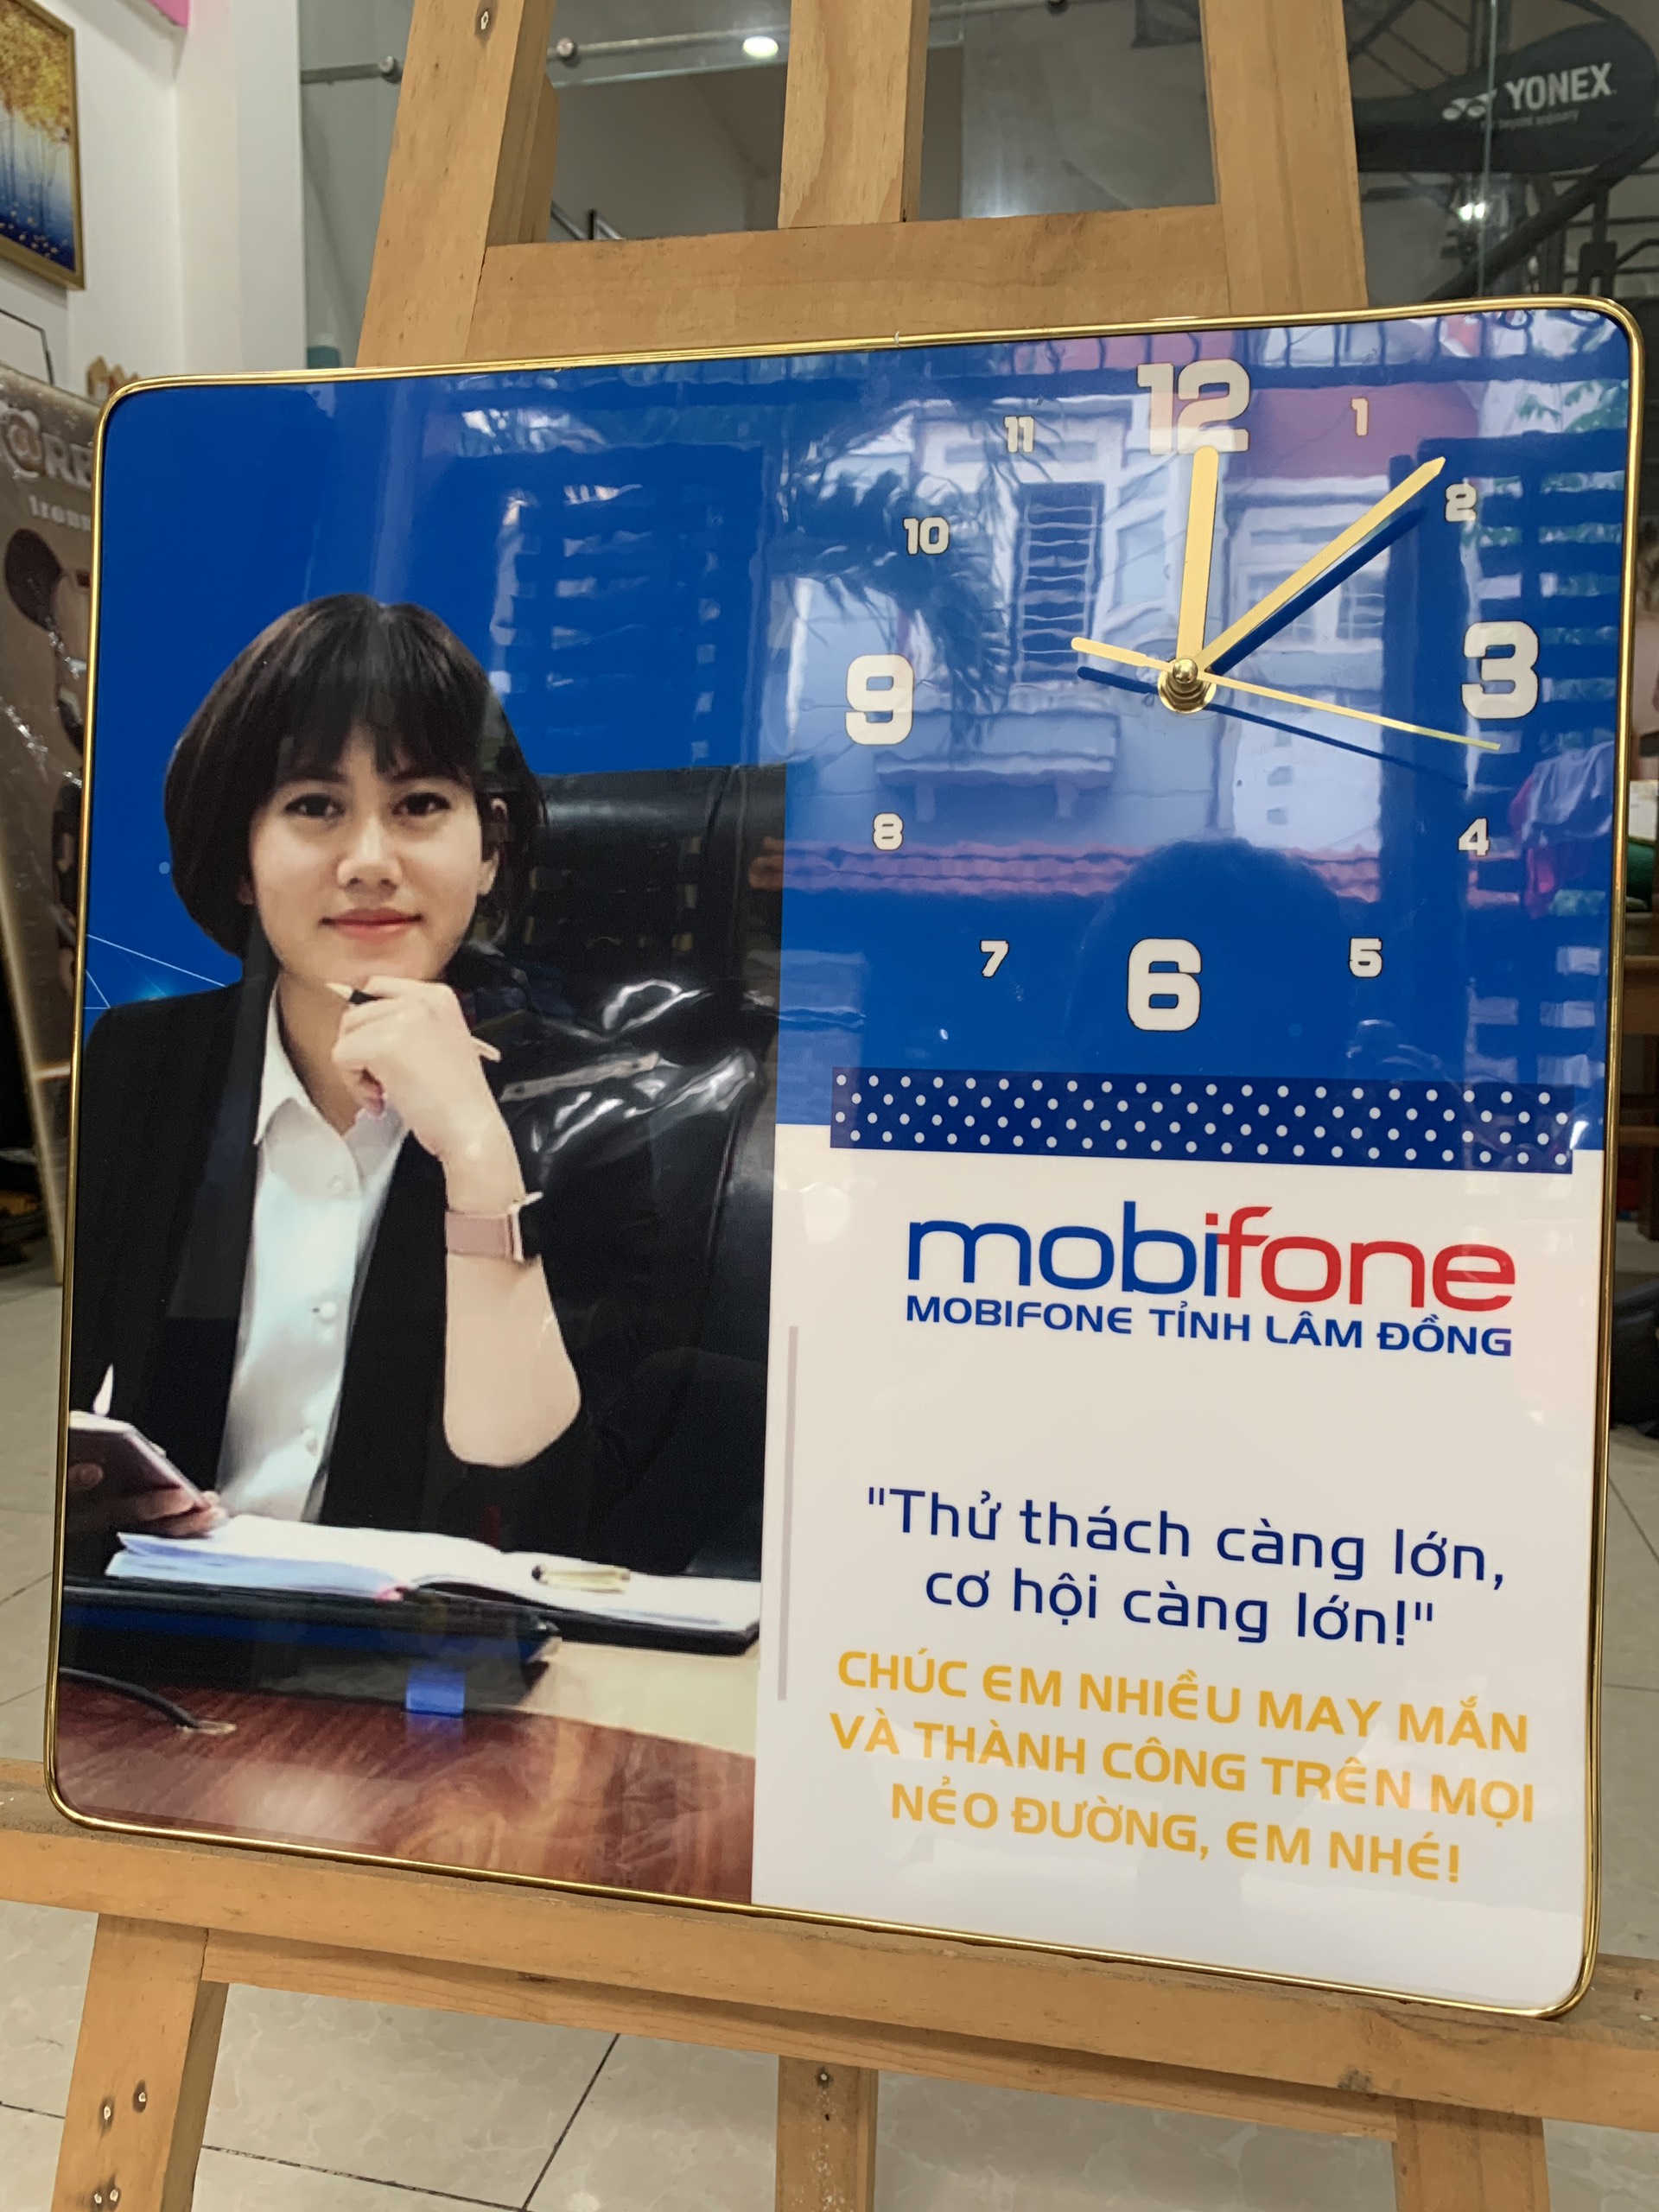 YONEX
12
11
1
10
2
9
3
8
4
7
5
6
mobifone
MOBIFONE TỈNH LÂM ĐỒNG
"Thử thách càng lớn,
cơ hội càng lớn!"
CHÚC EM NHIỀU MAY MẮN
VÀ THÀNH CÔNG TRÊN MỌI
NẺO ĐƯỜNG, EM NHÉ!